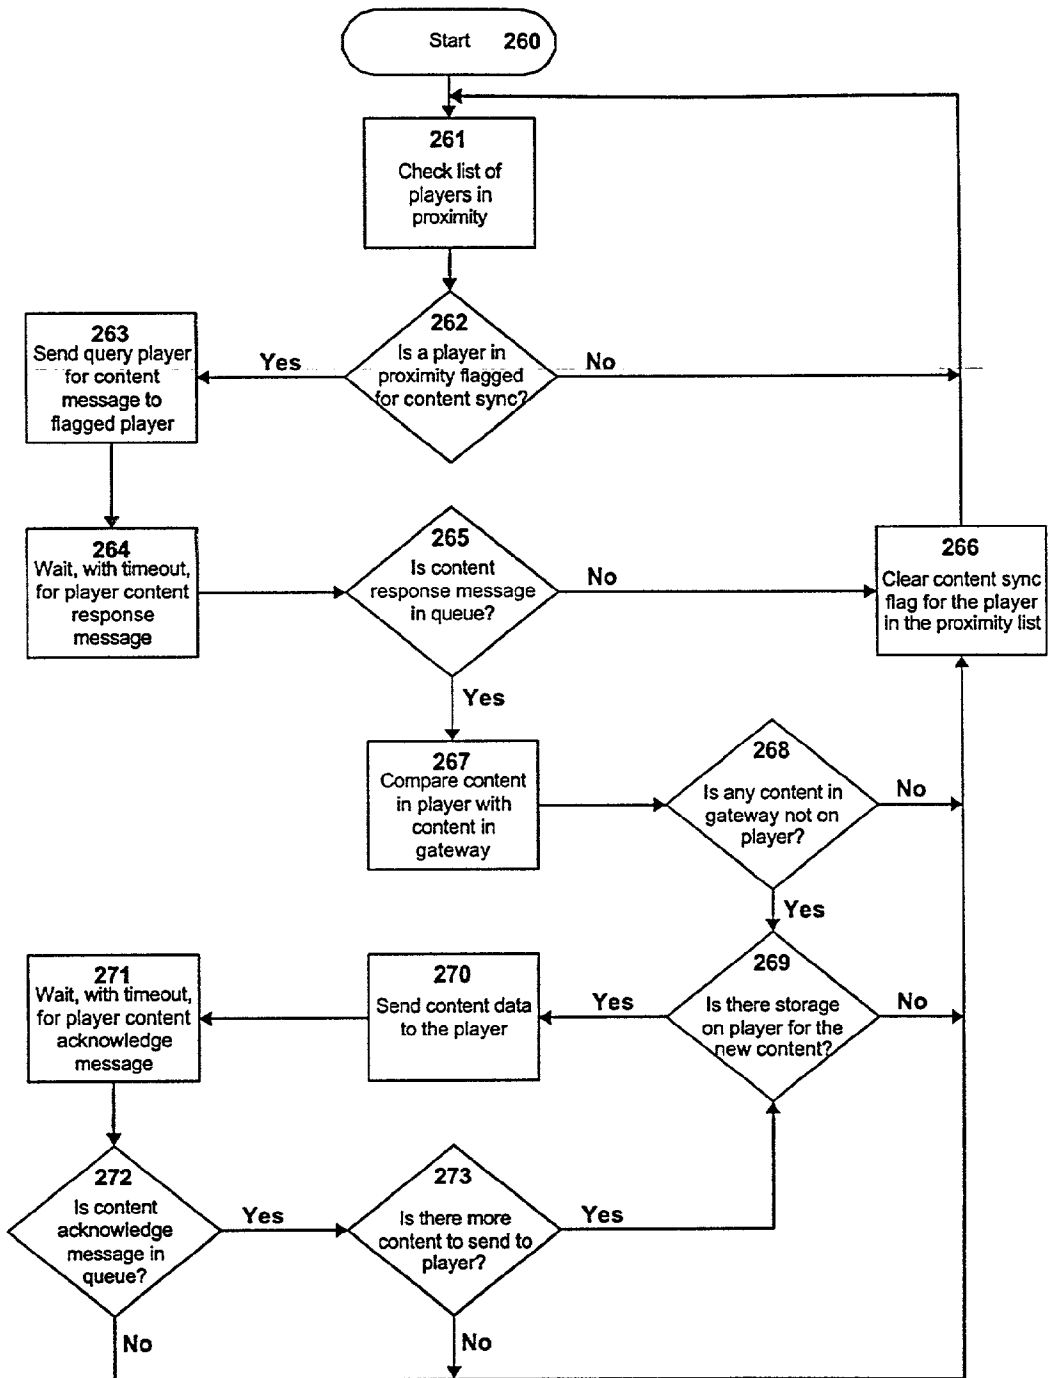 Start 260
261
Check list of
players in
proximity
262
Is a player in
proximity flagged
for content sync?
Yes
No
263
Send query player
for content
message to
flagged player
264
Wait, with timeout,
for player content
response
message
265
Is content
response message
in queue?
No
Yes
266
Clear content sync
flag for the player
in the proximity list
267
Compare content
in player with
content in
gateway
268
Is any content in
gateway not on
player?
No
Yes
269
Is there storage
on player for the
new content?
No
Yes
270
Send content data
to the player
271
Wait, with timeout,
for player content
acknowledge
message
272
Is content
acknowledge
message in
queue?
Yes
No
273
Is there more
content to send to
player?
Yes
No